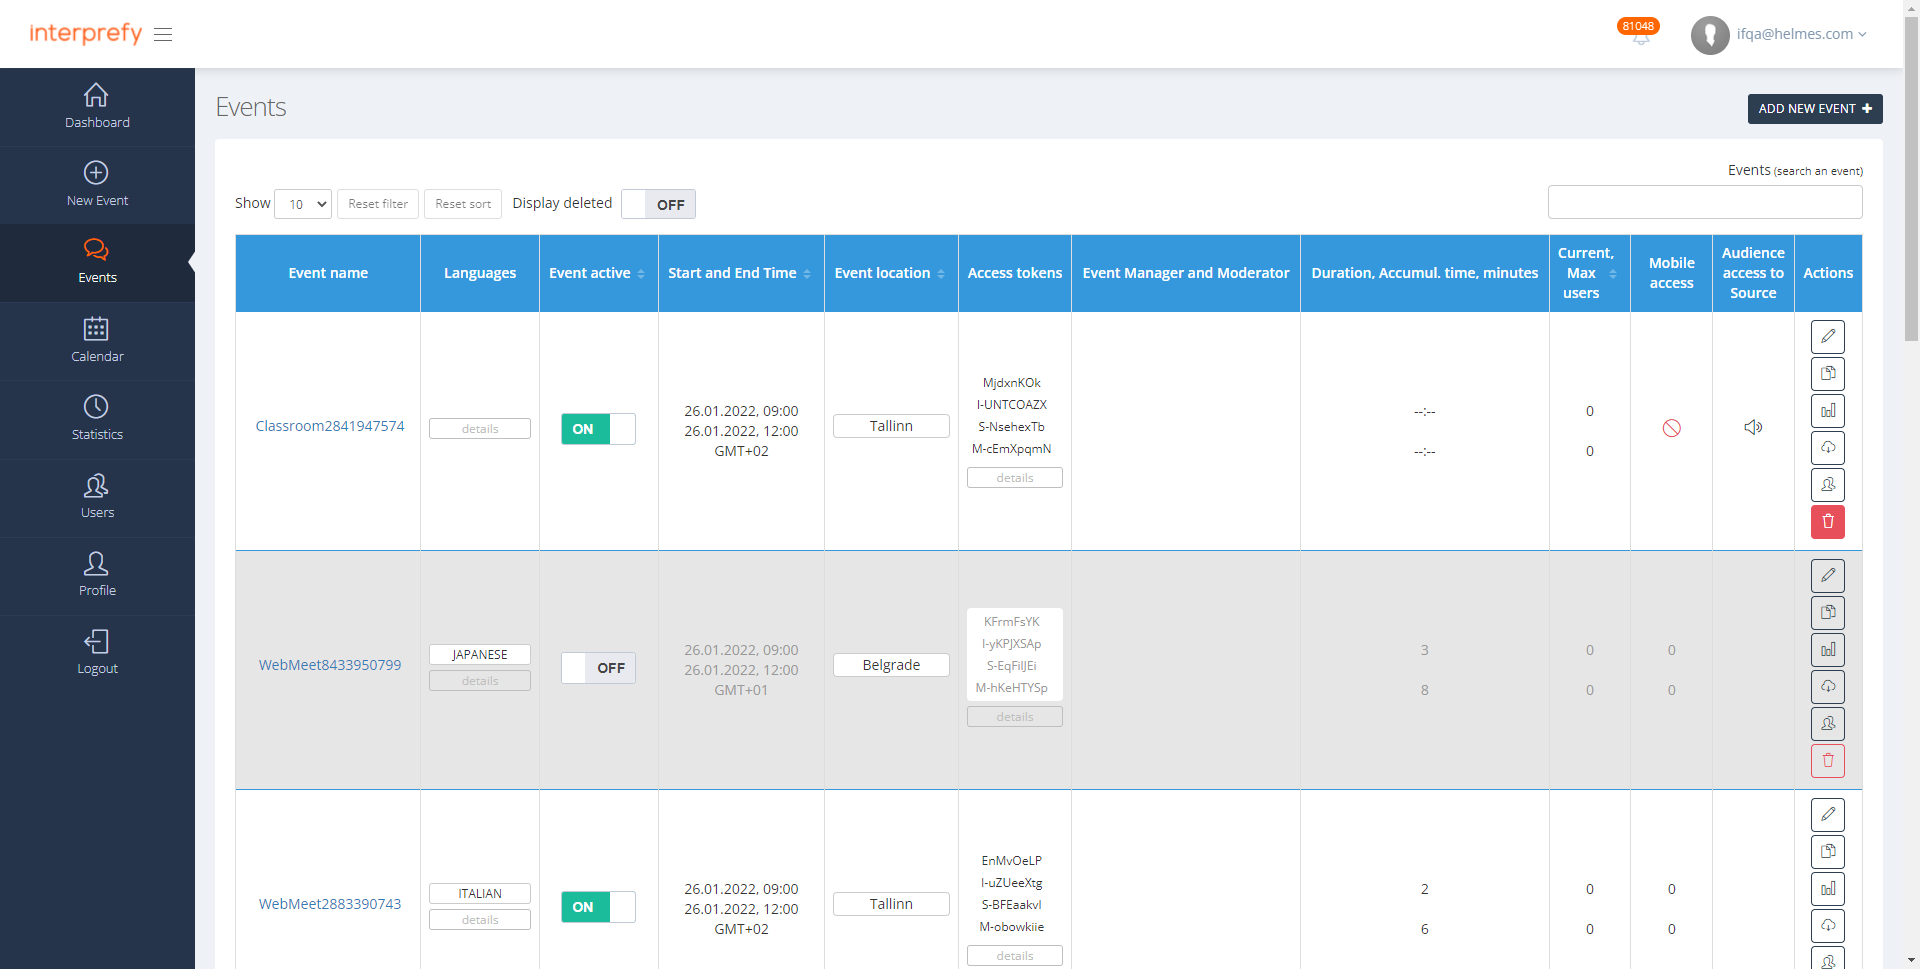 interprefy
81048
ifqa@helmes.com
Dashboard
New Event
Events
Calendar
Statistics
Users
Profile
Logout
Events
ADD NEW EVENT
Events (search an event)
Show 10 Reset filter Reset sort Display deleted OFF
Event name Languages Event active Start and End Time Event location Access tokens Event Manager and Moderator Duration, Accumul. time, minutes Current, Max users Mobile access Audience access to Source Actions
Classroom2841947574
details
ON
26.01.2022, 09:00
26.01.2022, 12:00
GMT+02
Tallinn
MjdxnKOk
I-UNTCOAZX
S-NsehexTb
M-cEmXpqmN
details
--:--
--:--
0
0
WebMeet8433950799
JAPANESE
details
OFF
26.01.2022, 09:00
26.01.2022, 12:00
GMT+01
Belgrade
KFrmFsYK
I-yKPJXSAp
S-EqFiIJEi
M-hKeHTYSp
details
3
8
0
0
0
0
WebMeet2883390743
ITALIAN
details
ON
26.01.2022, 09:00
26.01.2022, 12:00
GMT+02
Tallinn
EnMvOeLP
I-uZUeeXtg
S-BFEaakvI
M-obowkiie
details
2
6
0
0
0
0